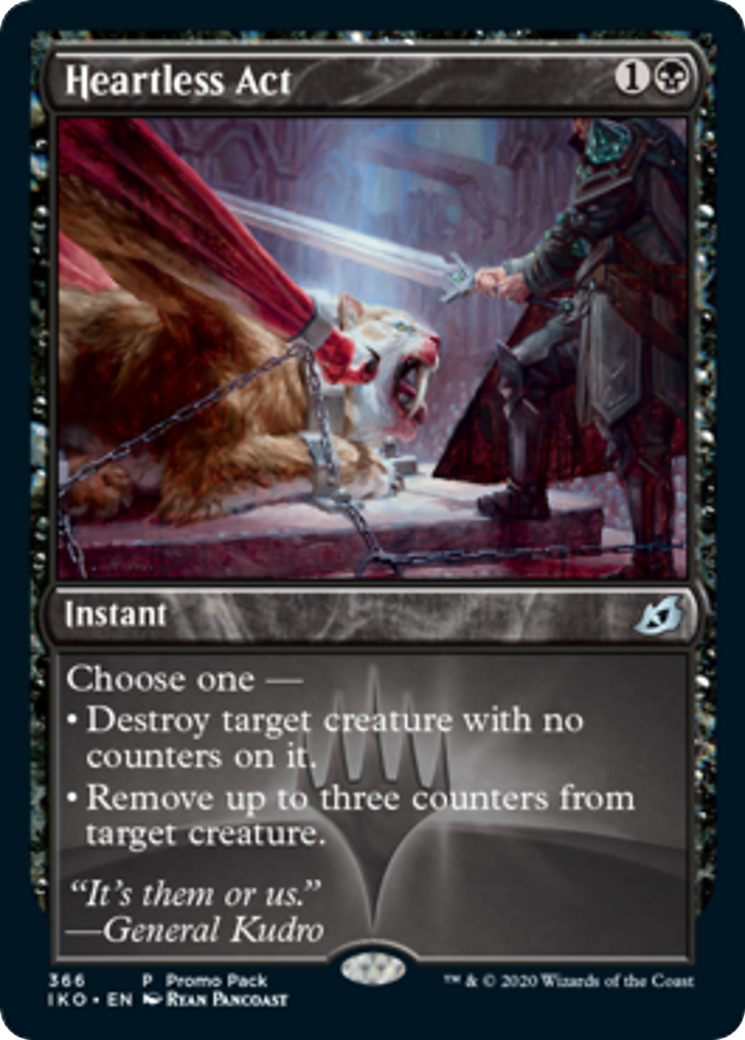 Heartless Act 1
Instant
Choose one —
• Destroy target creature with no
counters on it.
• Remove up to three counters from
target creature.
“It’s them or us.”
—General Kudro
366 P Promo Pack ™ & © 2020 Wizards of the Coast
IKO • EN Ryan Pancoast